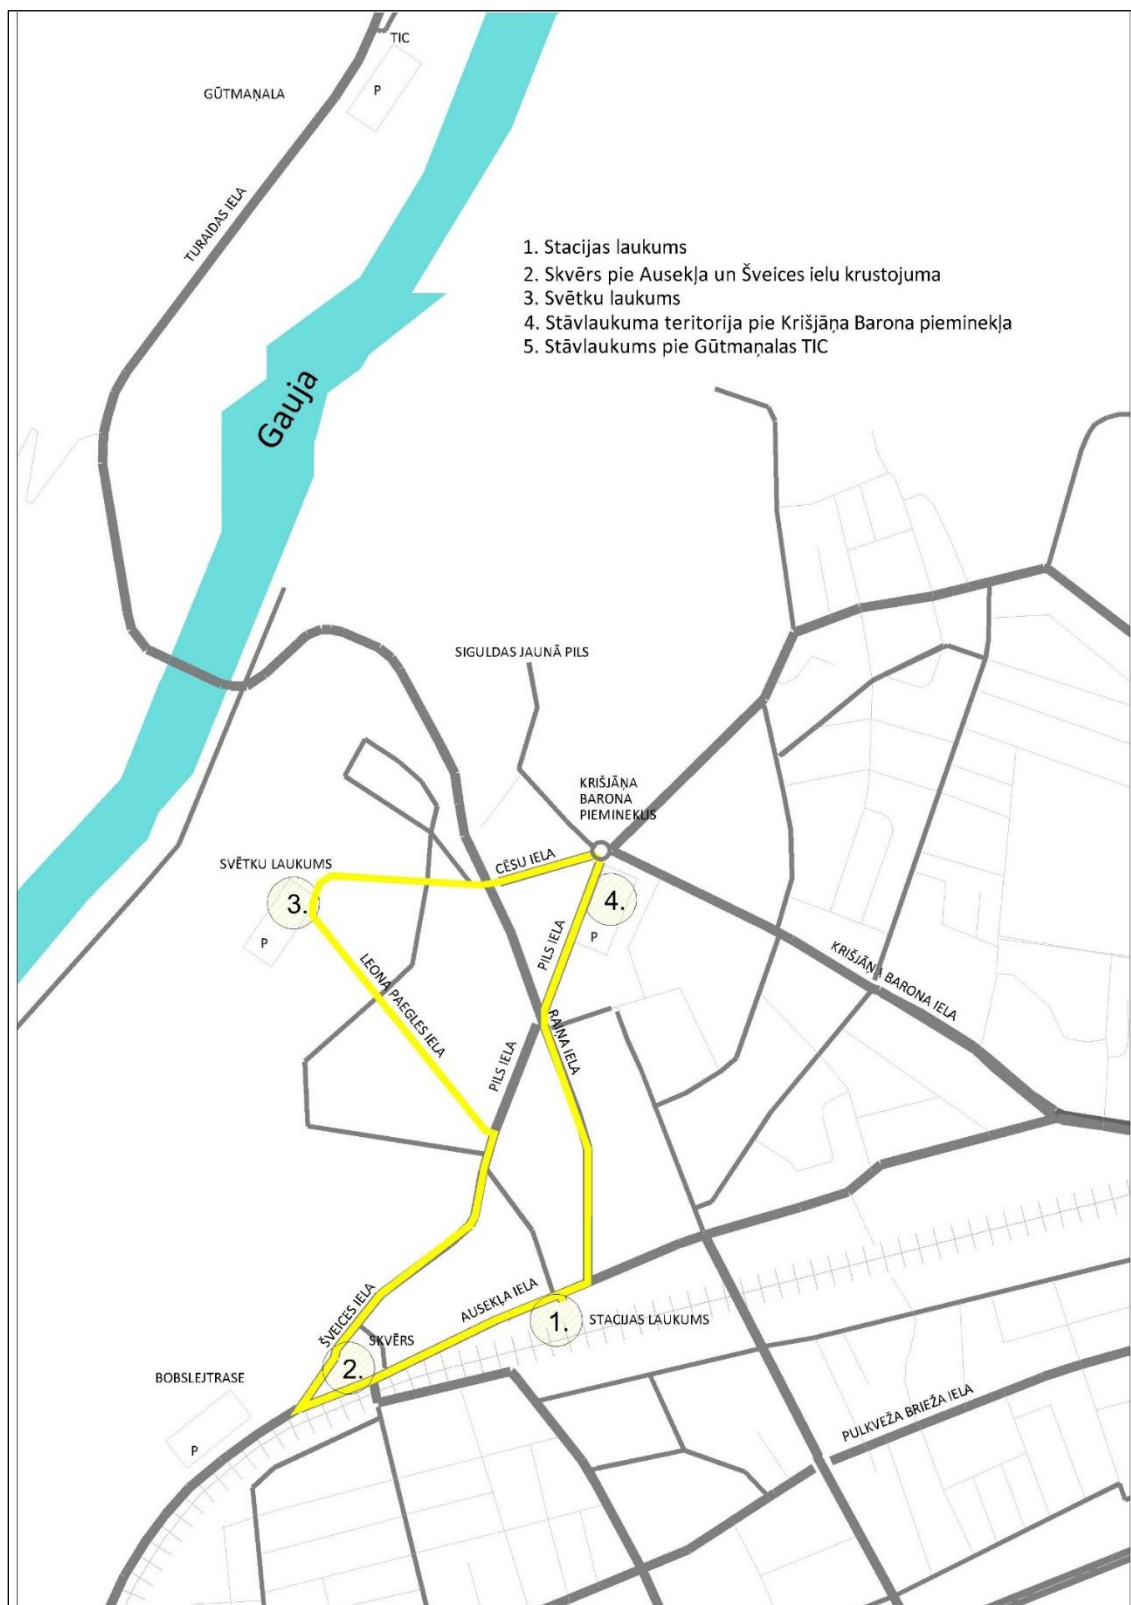 TIC
P
GŪTMAŅALA
TURAIDAS IELA
1. Stacijas laukums
2. Skvērs pie Ausekļa un Šveices ielu krustojuma
3. Svētku laukums
4. Stāvlaukuma teritorija pie Krišjāņa Barona pieminekļa
5. Stāvlaukums pie Gūtmaņalas TIC
Gauja
SIGULDAS JAUNĀ PILS
KRIŠJĀŅA
BARONA
PIEMINEKLIS
CĒSU IELA
SVĒTKU LAUKUMS
3.
P
4.
P
PILS IELA
LEONA PAEGLES IELA
KRIŠJĀŅA BARONA IELA
RAIŅA IELA
PILS IELA
AUSEKĻA IELA
1.
STACIJAS LAUKUMS
ŠVEICES IELA
SKVĒRS
2.
BOBSLEJTRASE
P
PULKVEŽA BRIEŽA IELA